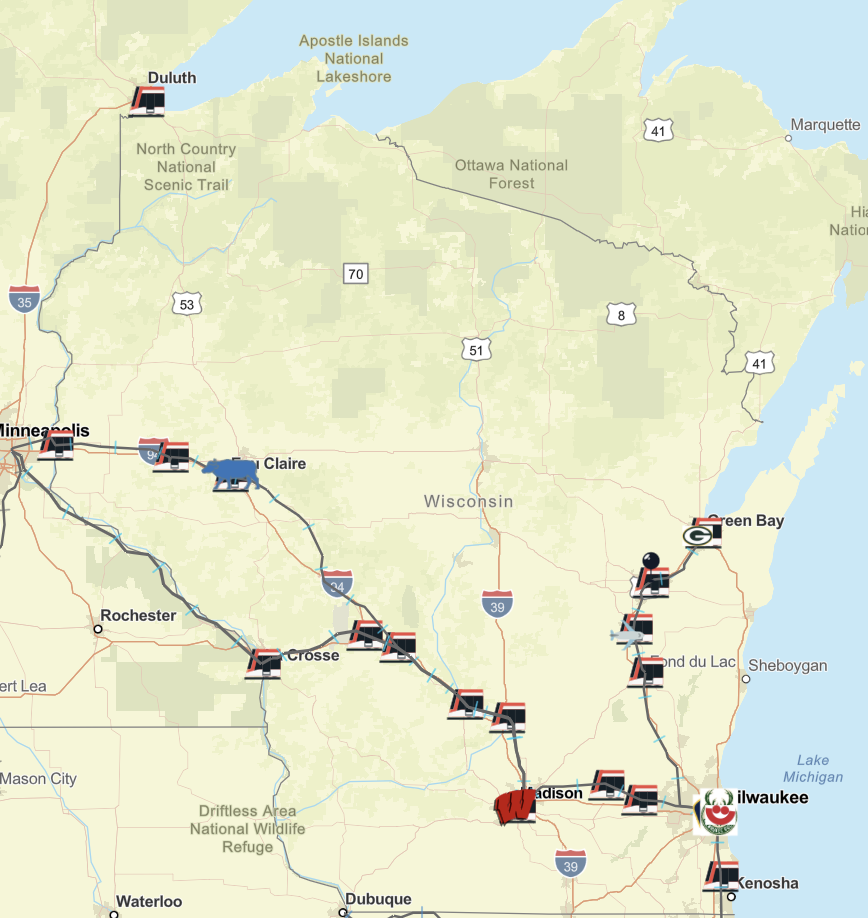 Apostle Islands
National
Lakeshore
Duluth
41
Marquette
North Country
National
Scenic Trail
Ottawa National
Forest
Hia
Nation
70
35
53
8
51
41
Minneapolis
94
Eau Claire
Wisconsin
Green Bay
G
94
39
Rochester
Crosse
Fond du Lac
Sheboygan
ert Lea
Lake
Michigan
Mason City
adison
ilwaukee
Driftless Area
National Wildlife
Refuge
39
Kenosha
Waterloo
Dubuque